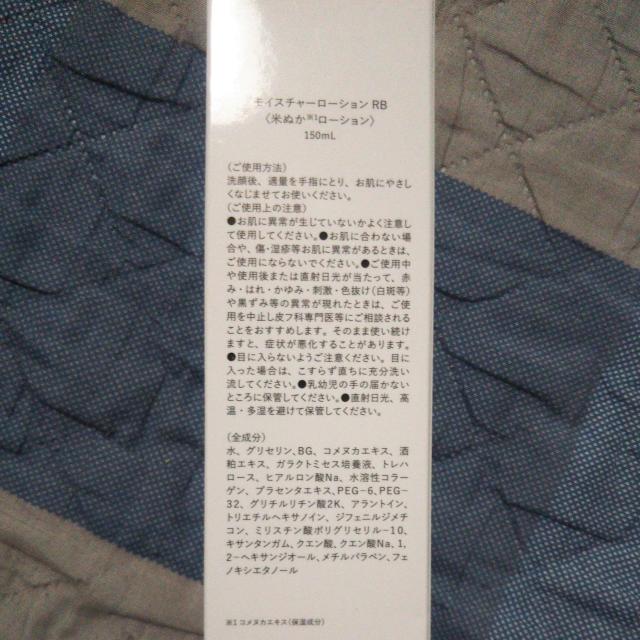 モイスチャーローション RB
〈米ぬか※1ローション〉
150mL
〈ご使用方法〉
洗顔後、適量を手指にとり、お肌にやさし
くなじませてお使いください。
〈ご使用上の注意〉
●お肌に異常が生じていないかよく注意し
て使用してください。●お肌に合わない場
合や、傷・湿疹等お肌に異常があるときは、
ご使用にならないでください。●ご使用中
や使用後または直射日光が当たって、赤
み・はれ・かゆみ・刺激・色抜け(白斑等)
や黒ずみ等の異常が現れたときは、ご使
用を中止し皮フ科専門医等にご相談される
ことをおすすめします。そのまま使い続け
ますと、症状が悪化することがあります。
●目に入らないようご注意ください。目に
入った場合は、こすらず直ちに充分洗い
流してください。●乳幼児の手の届かない
ところに保管してください。●直射日光、高
温・多湿を避けて保管してください。
〈全成分〉
水、グリセリン、BG、コメヌカエキス、酒
粕エキス、ガラクトミセス培養液、トレハ
ロース、ヒアルロン酸Na、水溶性コラー
ゲン、プラセンタエキス、PEG－6、PEG－
32、グリチルリチン酸2K、アラントイン、
トリエチルヘキサノイン、ジフェニルジメチ
コン、ミリスチン酸ポリグリセリル－10、
キサンタンガム、クエン酸、クエン酸Na、1,
2－ヘキサンジオール、メチルパラベン、フェ
ノキシエタノール
※1 コメヌカエキス(保湿成分)